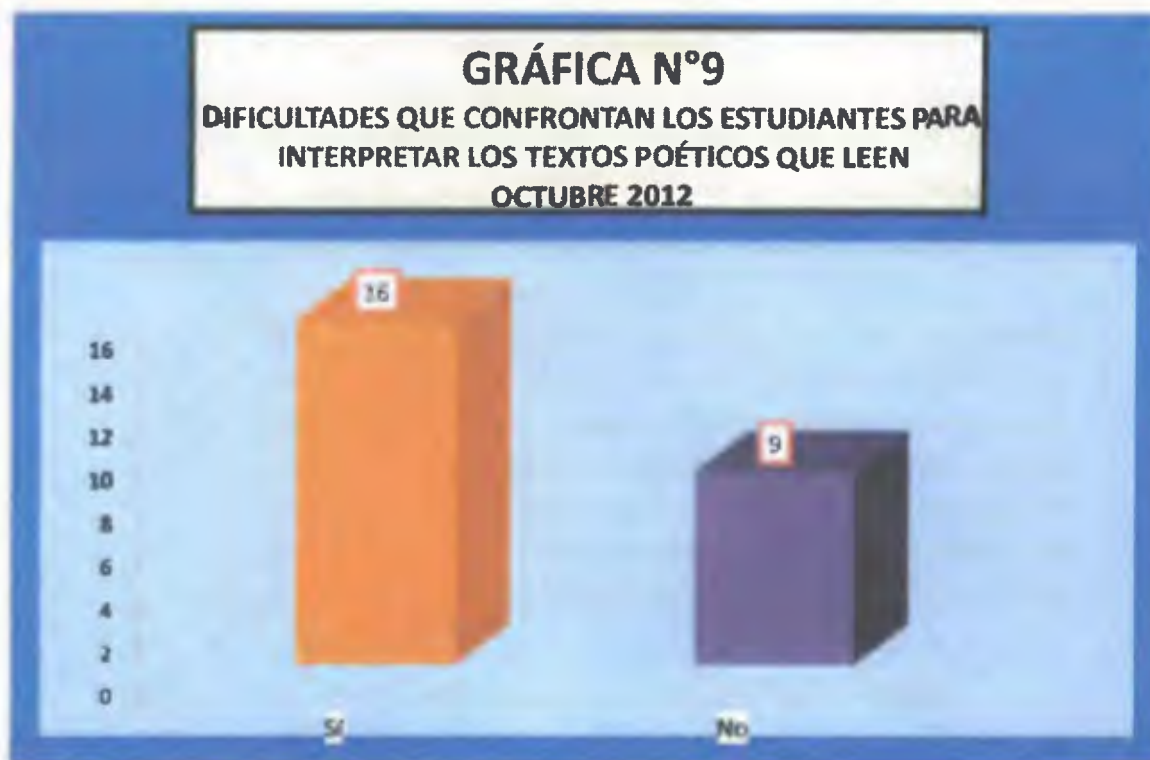 GRÁFICA N°9
DIFICULTADES QUE CONFRONTAN LOS ESTUDIANTES PARA
INTERPRETAR LOS TEXTOS POÉTICOS QUE LEEN
OCTUBRE 2012
16
9
16
14
12
10
8
6
4
2
0
Sí
No